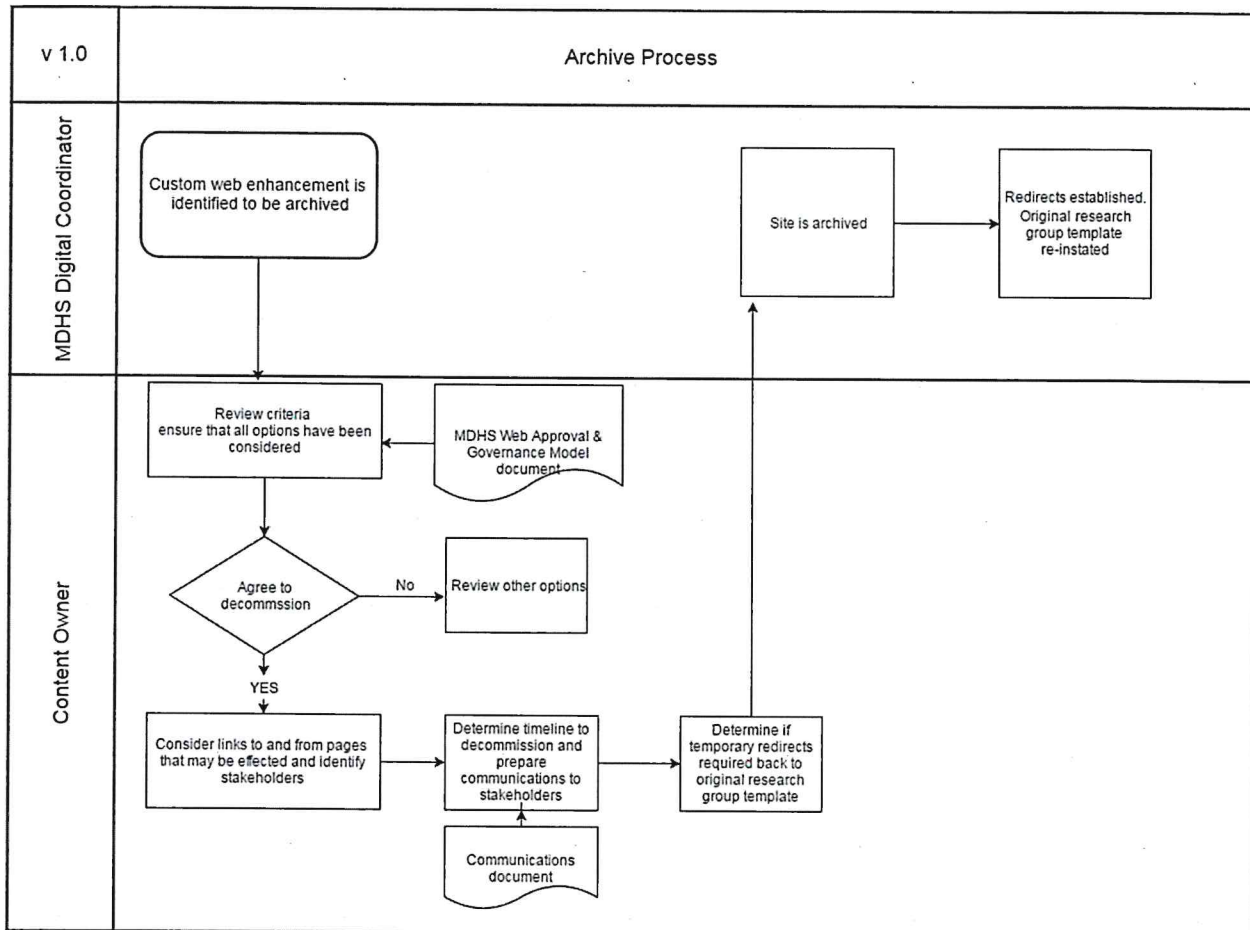 v 1.0
Archive Process
MDHS Digital Coordinator
Custom web enhancement is
identified to be archived
Site is archived
Redirects established.
Original research
group template
re-instated
Content Owner
Review criteria
ensure that all options have been
considered
MDHS Web Approval &
Governance Model
document
Agree to
decommssion
No
Review other options
YES
Consider links to and from pages
that may be effected and identify
stakeholders
Determine timeline to
decommission and
prepare
communications to
stakeholders
Determine if
temporary redirects
required back to
original research
group template
Communications
document